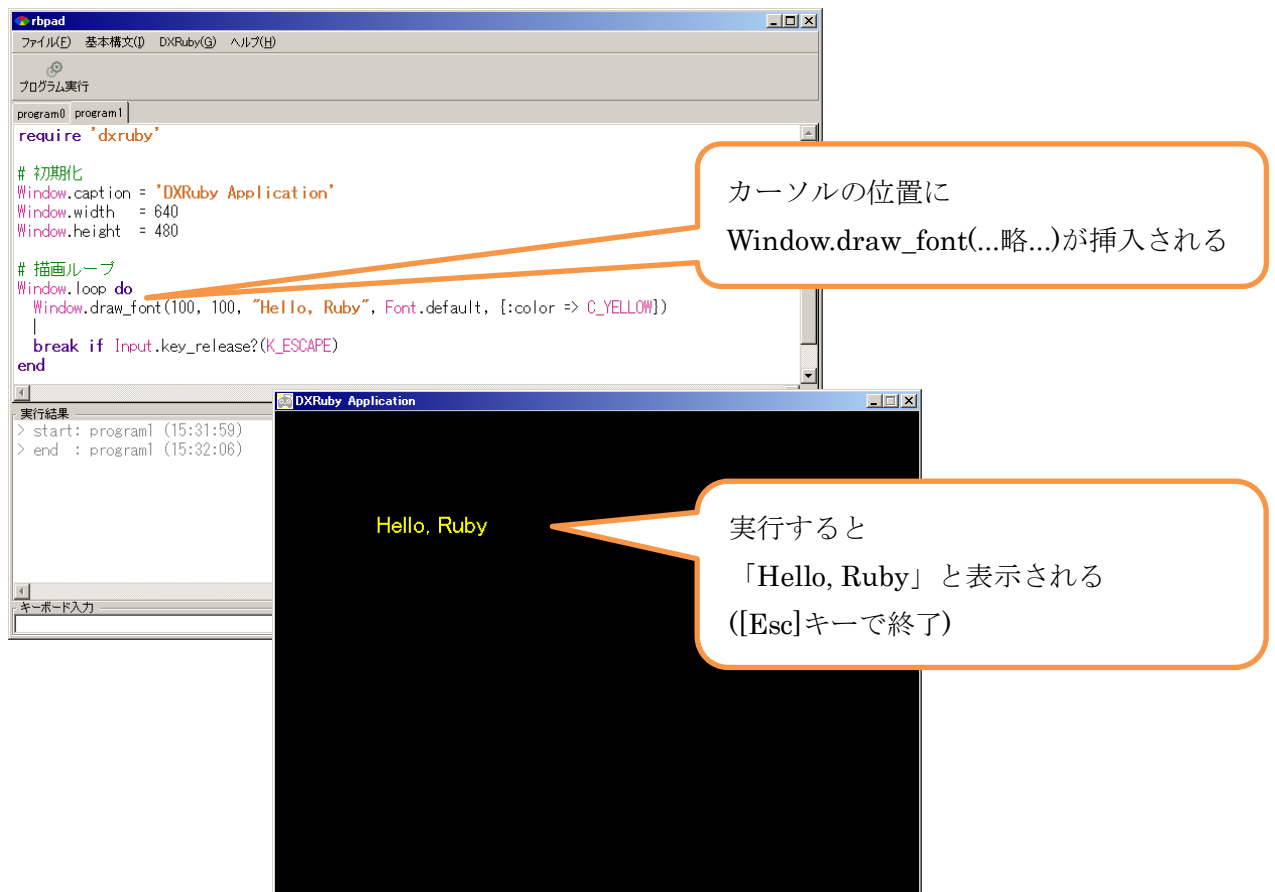 rbpad
ファイル(F) 基本構文(I) DXRuby(G) ヘルプ(H)
プログラム実行
program0 program1
require 'dxruby'
# 初期化
Window.caption = 'DXRuby Application'
Window.width   = 640
Window.height  = 480
# 描画ループ
Window.loop do
  Window.draw_font(100, 100, "Hello, Ruby", Font.default, {:color => C_YELLOW})
  break if Input.key_release?(K_ESCAPE)
end
カーソルの位置に
Window.draw_font(...略...)が挿入される
実行結果
> start: program1 (15:31:59)
> end  : program1 (15:32:06)
キーボード入力
DXRuby Application
Hello, Ruby
実行すると
「Hello, Ruby」と表示される
([Esc]キーで終了)